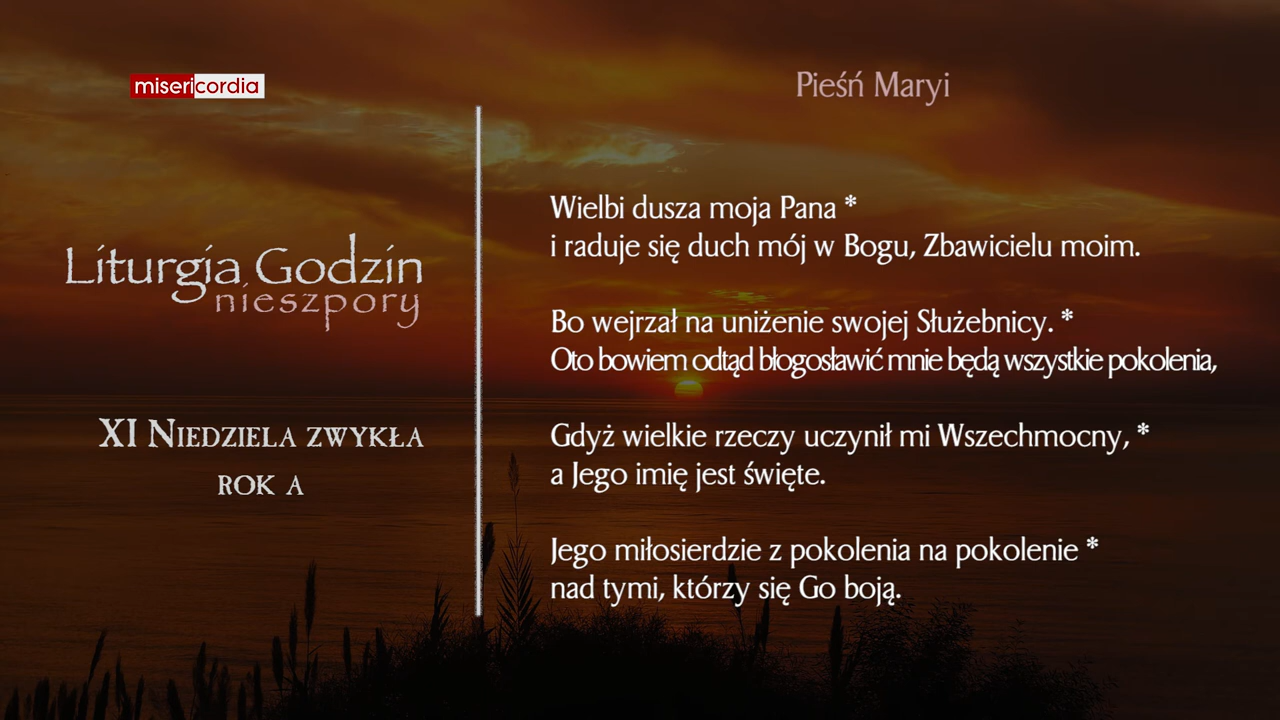 misericordia
Liturgia Godzin
nieszpory
XI Niedziela zwykła
rok A
Pieśń Maryi
Wielbi dusza moja Pana *
i raduje się duch mój w Bogu, Zbawicielu moim.
Bo wejrzał na uniżenie swojej Służebnicy. *
Oto bowiem odtąd błogosławić mnie będą wszystkie pokolenia,
Gdyż wielkie rzeczy uczynił mi Wszechmocny, *
a Jego imię jest święte.
Jego miłosierdzie z pokolenia na pokolenie *
nad tymi, którzy się Go boją.